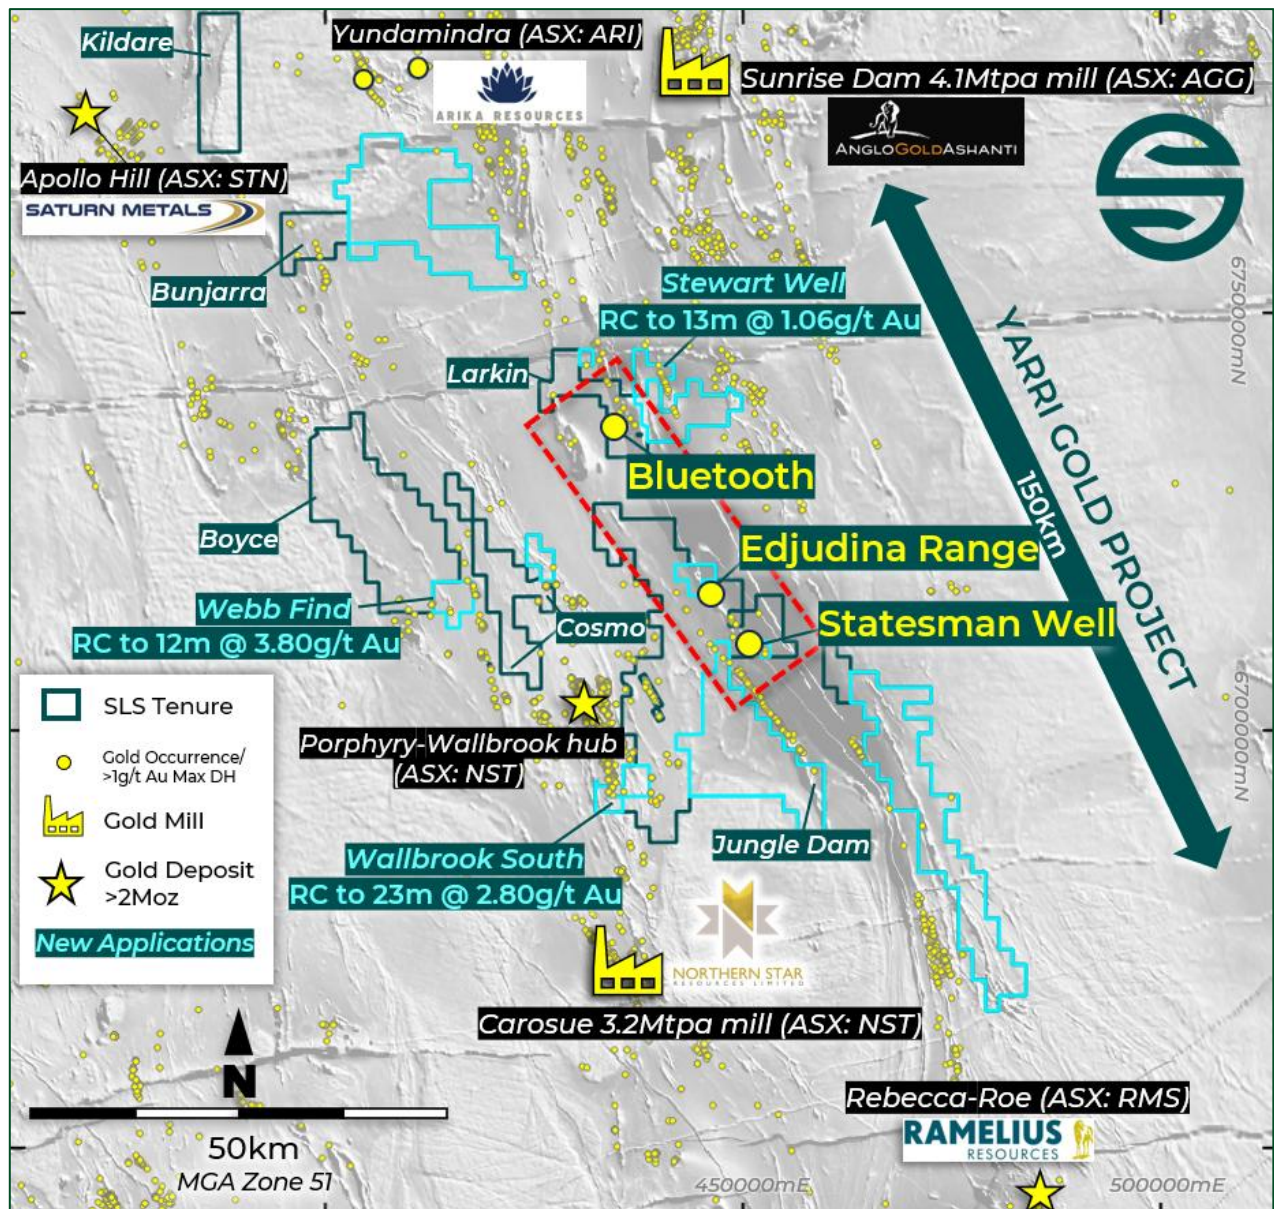 Kildare
Yundamindra (ASX: ARI)
ARIKA RESOURCES
Sunrise Dam 4.1Mtpa mill (ASX: AGG)
ANGLOGOLDASHANTI
Apollo Hill (ASX: STN)
SATURN METALS
Bunjarra
Stewart Well
RC to 13m @ 1.06g/t Au
6750000mN
YARRI GOLD PROJECT
150km
Larkin
Bluetooth
Boyce
Edjudina Range
Webb Find
RC to 12m @ 3.80g/t Au
Cosmo
Statesman Well
SLS Tenure
Gold Occurrence/
>1g/t Au Max DH
Gold Mill
Gold Deposit
>2Moz
New Applications
Porphyry-Wallbrook hub
(ASX: NST)
6700000mN
Jungle Dam
Wallbrook South
RC to 23m @ 2.80g/t Au
NORTHERN STAR
RESOURCES LIMITED
Carosue 3.2Mtpa mill (ASX: NST)
N
50km
MGA Zone 51
Rebecca-Roe (ASX: RMS)
RAMELIUS
RESOURCES
450000mE
500000mE